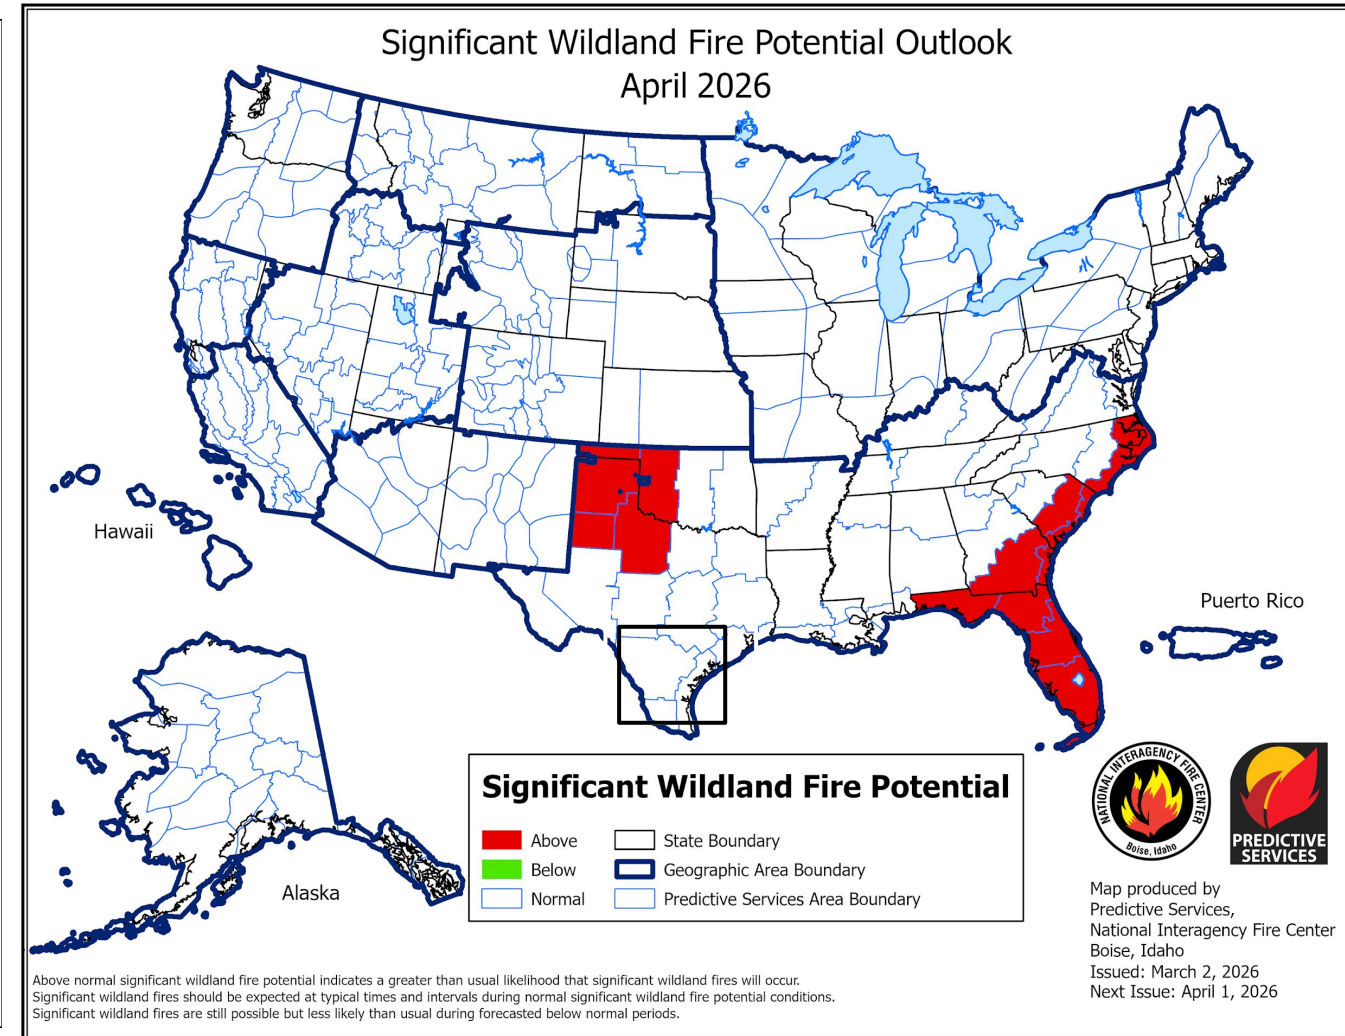 Significant Wildland Fire Potential Outlook
April 2026
Hawaii
Puerto Rico
Alaska
Significant Wildland Fire Potential
Above
Below
Normal
State Boundary
Geographic Area Boundary
Predictive Services Area Boundary
NATIONAL INTERAGENCY FIRE CENTER
Boise, Idaho
PREDICTIVE
SERVICES
Map produced by
Predictive Services,
National Interagency Fire Center
Boise, Idaho
Issued: March 2, 2026
Next Issue: April 1, 2026
Above normal significant wildland fire potential indicates a greater than usual likelihood that significant wildland fires will occur.
Significant wildland fires should be expected at typical times and intervals during normal significant wildland fire potential conditions.
Significant wildland fires are still possible but less likely than usual during forecasted below normal periods.